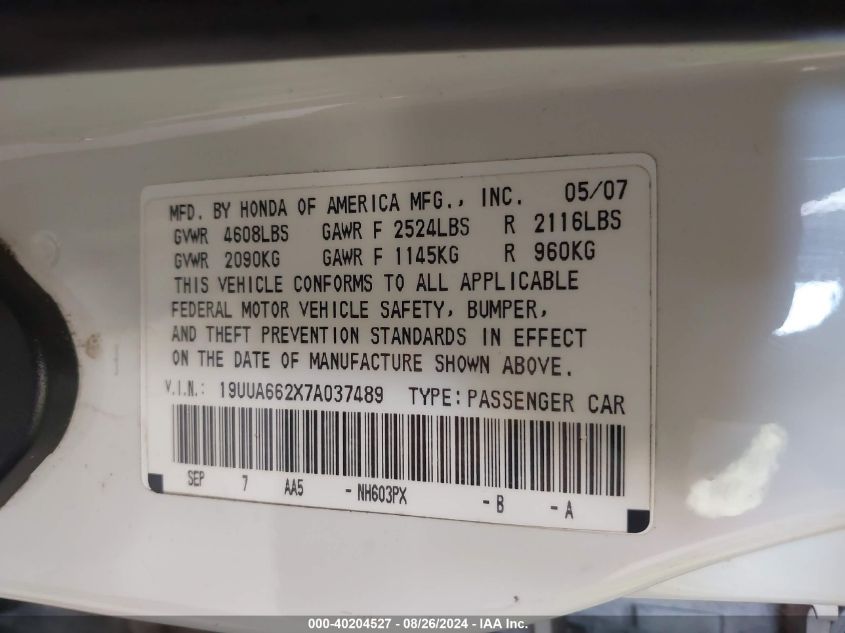 MFD. BY HONDA OF AMERICA MFG., INC. 05/07
GVWR 4608LBS GAWR F 2524LBS R 2116LBS
GVWR 2090KG GAWR F 1145KG R 960KG
THIS VEHICLE CONFORMS TO ALL APPLICABLE
FEDERAL MOTOR VEHICLE SAFETY, BUMPER,
AND THEFT PREVENTION STANDARDS IN EFFECT
ON THE DATE OF MANUFACTURE SHOWN ABOVE.
V.I.N.: 19UUA662X7A037489 TYPE:PASSENGER CAR
SEP 7 AA5 -NH603PX -B -A
000-40204527 - 08/26/2024 - IAA Inc.